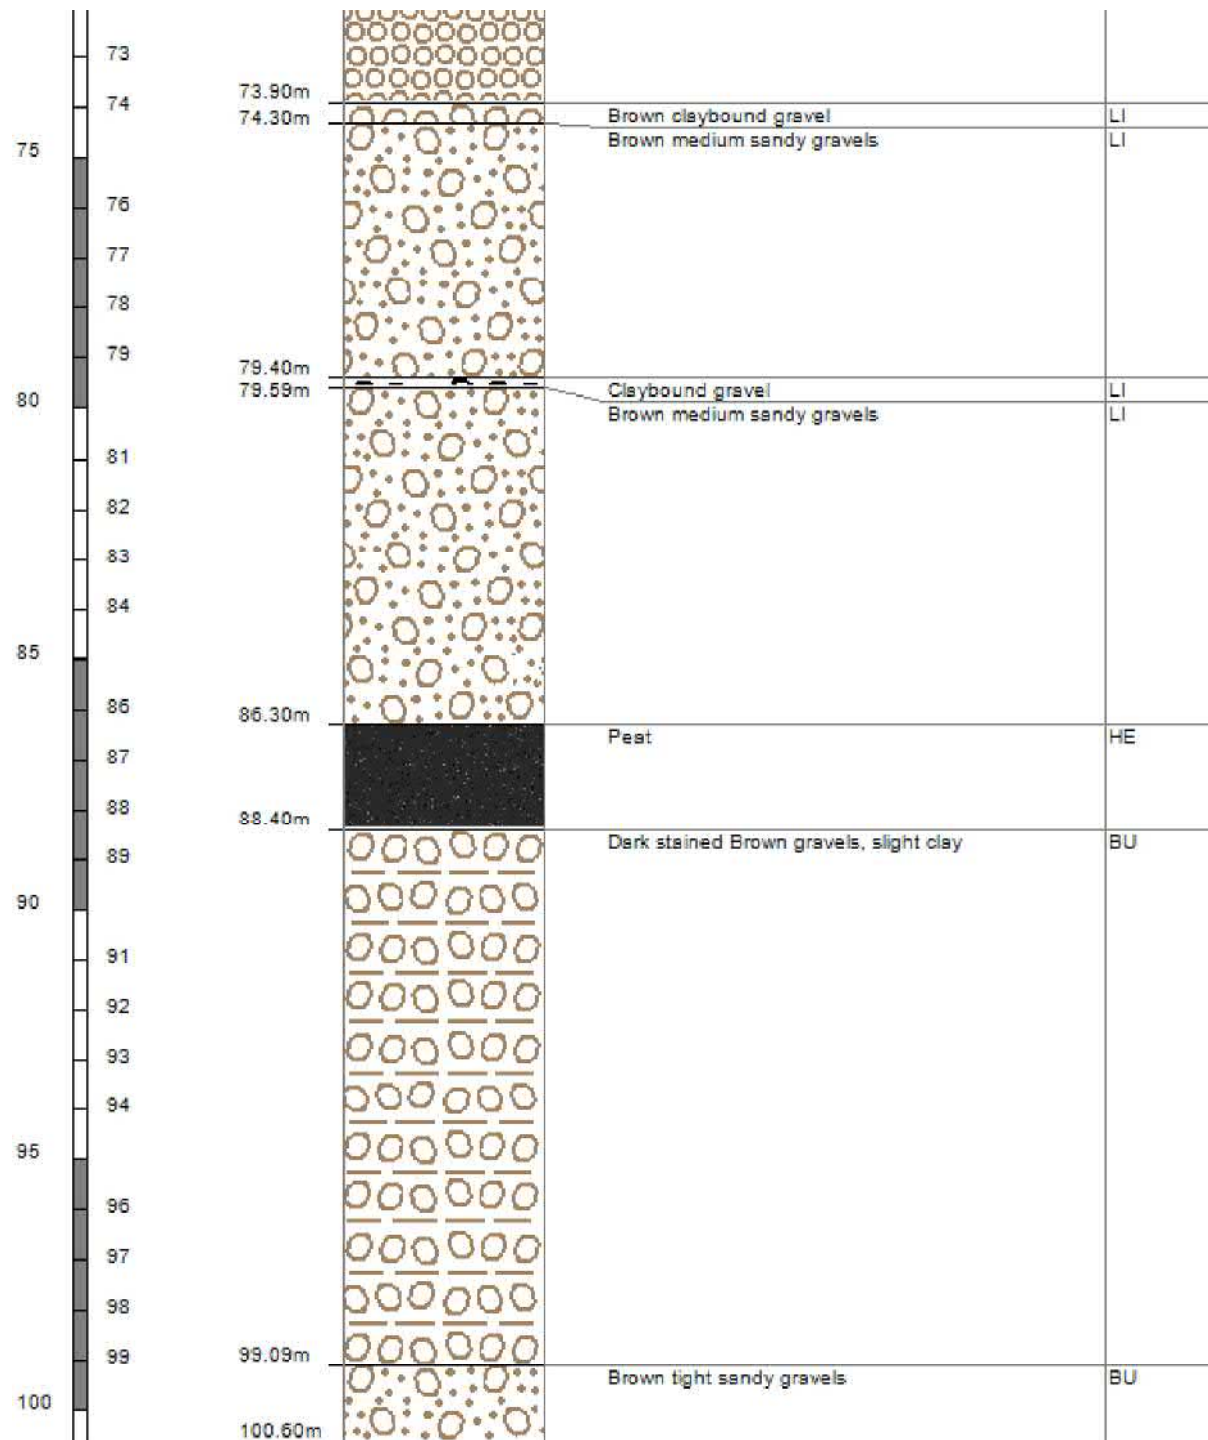 73
73.90m
74
Brown claybound gravel LI
74.30m
Brown medium sandy gravels LI
75
76
77
78
79
79.40m
79.59m
Claybound gravel LI
80
Brown medium sandy gravels LI
81
82
83
84
85
86
86.30m
Peat HE
87
88
88.40m
Dark stained Brown gravels, slight clay BU
89
90
91
92
93
94
95
96
97
98
99
99.09m
Brown tight sandy gravels BU
100
100.60m